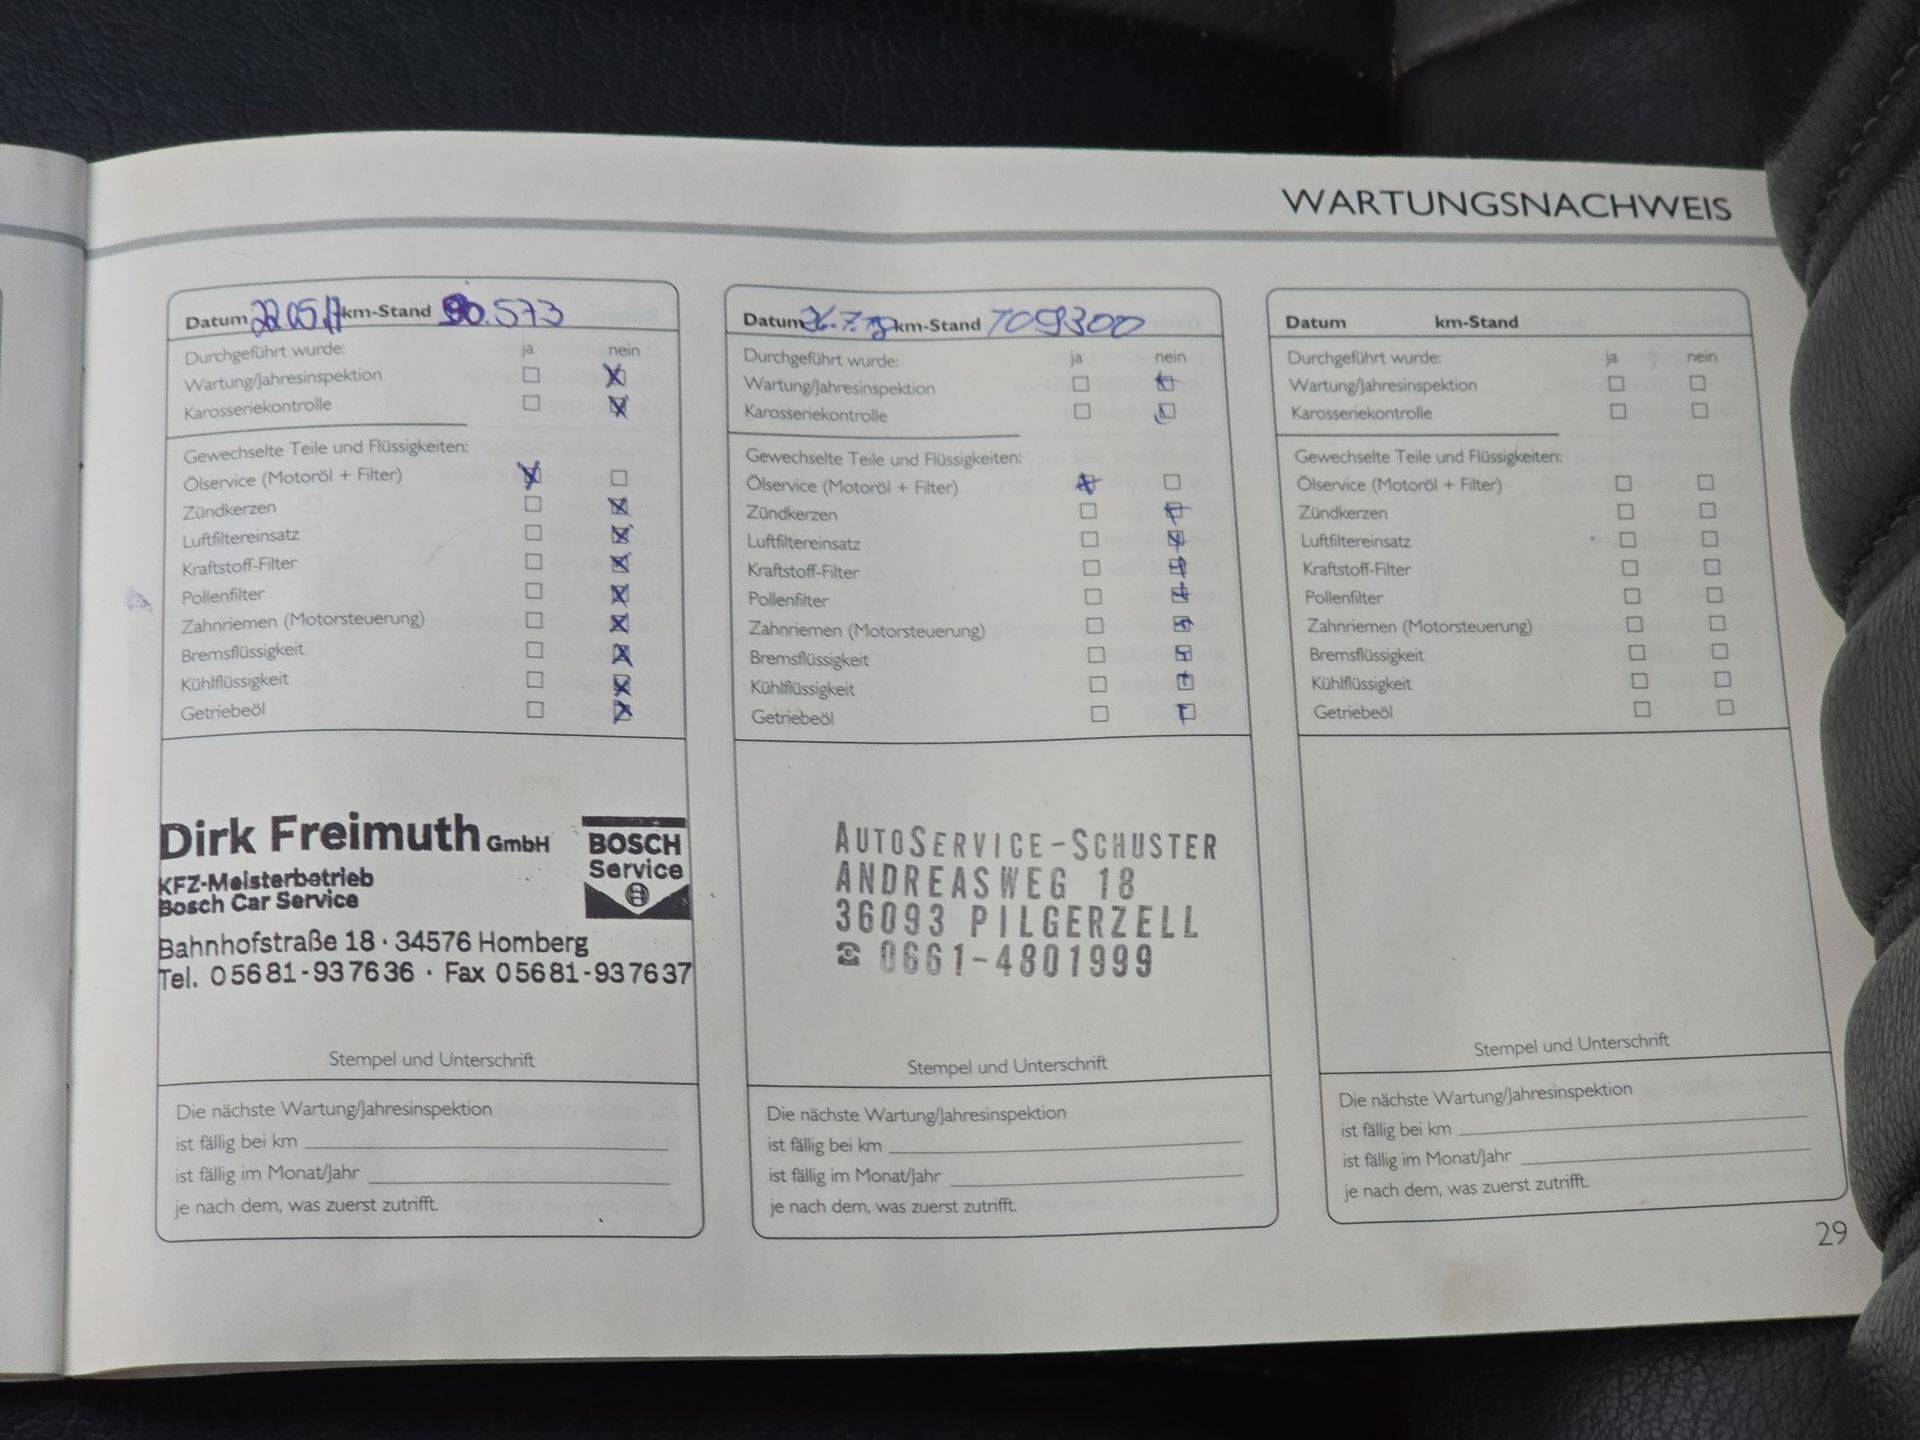 WARTUNGSNACHWEIS
Datum 22.05.17 km-Stand 90.573
Durchgeführt wurde: ja nein
Wartung/Jahresinspektion
Karosseriekontrolle
Gewechselte Teile und Flüssigkeiten:
Ölservice (Motoröl + Filter)
Zündkerzen
Luftfiltereinsatz
Kraftstoff-Filter
Pollenfilter
Zahnriemen (Motorsteuerung)
Bremsflüssigkeit
Kühlflüssigkeit
Getriebeöl
Dirk Freimuth GmbH
BOSCH
Service
KFZ-Meisterbetrieb
Bosch Car Service
Bahnhofstraße 18 · 34576 Homberg
Tel. 05681-937636 · Fax 05681-937637
Stempel und Unterschrift
Die nächste Wartung/Jahresinspektion
ist fällig bei km
ist fällig im Monat/Jahr
je nach dem, was zuerst zutrifft.
Datum 26.7.19 km-Stand 109300
Durchgeführt wurde: ja nein
Wartung/Jahresinspektion
Karosseriekontrolle
Gewechselte Teile und Flüssigkeiten:
Ölservice (Motoröl + Filter)
Zündkerzen
Luftfiltereinsatz
Kraftstoff-Filter
Pollenfilter
Zahnriemen (Motorsteuerung)
Bremsflüssigkeit
Kühlflüssigkeit
Getriebeöl
AUTOSERVICE-SCHUSTER
ANDREASWEG 18
36093 PILGERZELL
☎ 0661-4801999
Stempel und Unterschrift
Die nächste Wartung/Jahresinspektion
ist fällig bei km
ist fällig im Monat/Jahr
je nach dem, was zuerst zutrifft.
Datum km-Stand
Durchgeführt wurde: ja nein
Wartung/Jahresinspektion
Karosseriekontrolle
Gewechselte Teile und Flüssigkeiten:
Ölservice (Motoröl + Filter)
Zündkerzen
Luftfiltereinsatz
Kraftstoff-Filter
Pollenfilter
Zahnriemen (Motorsteuerung)
Bremsflüssigkeit
Kühlflüssigkeit
Getriebeöl
Stempel und Unterschrift
Die nächste Wartung/Jahresinspektion
ist fällig bei km
ist fällig im Monat/Jahr
je nach dem, was zuerst zutrifft.
29